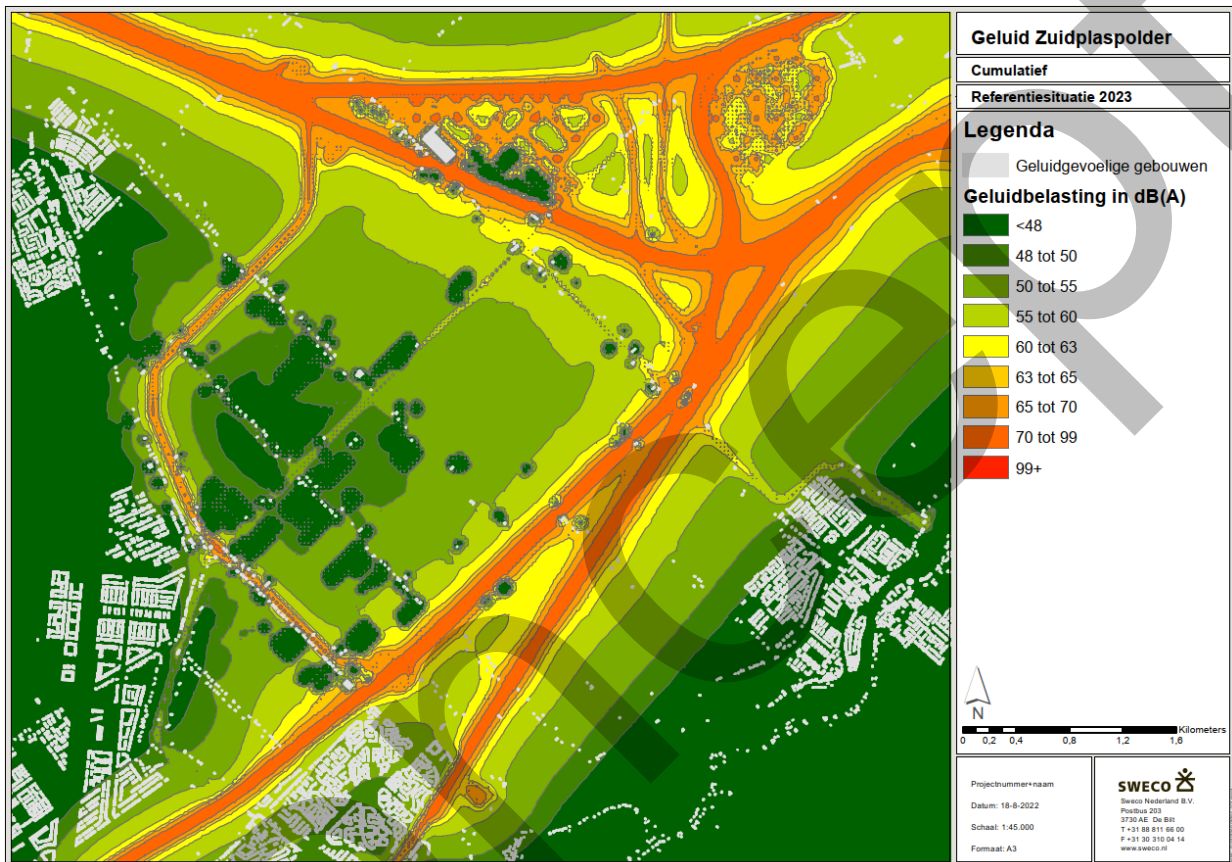 Geluid Zuidplaspolder
Cumulatief
Referentiesituatie 2023
Legenda
Geluidgevoelige gebouwen
Geluidbelasting in dB(A)
<48
48 tot 50
50 tot 55
55 tot 60
60 tot 63
63 tot 65
65 tot 70
70 tot 99
99+
N
Kilometers
0 0,2 0,4 0,8 1,2 1,6
Projectnummer+naam
Datum: 18-8-2022
Schaal: 1:45.000
Formaat: A3
SWECO
Sweco Nederland B.V.
Postbus 203
3730 AE De Bilt
T +31 88 811 66 00
F +31 30 310 04 14
www.sweco.nl